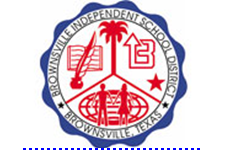 BROWNSVILLE INDEPENDENT SCHOOL DISTRICT
BROWNSVILLE, TEXAS